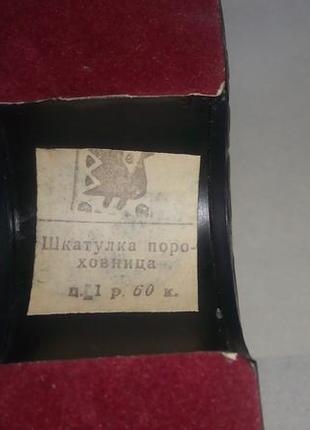 Шкатулка поро-
ховница
ц. 1 р. 60 к.